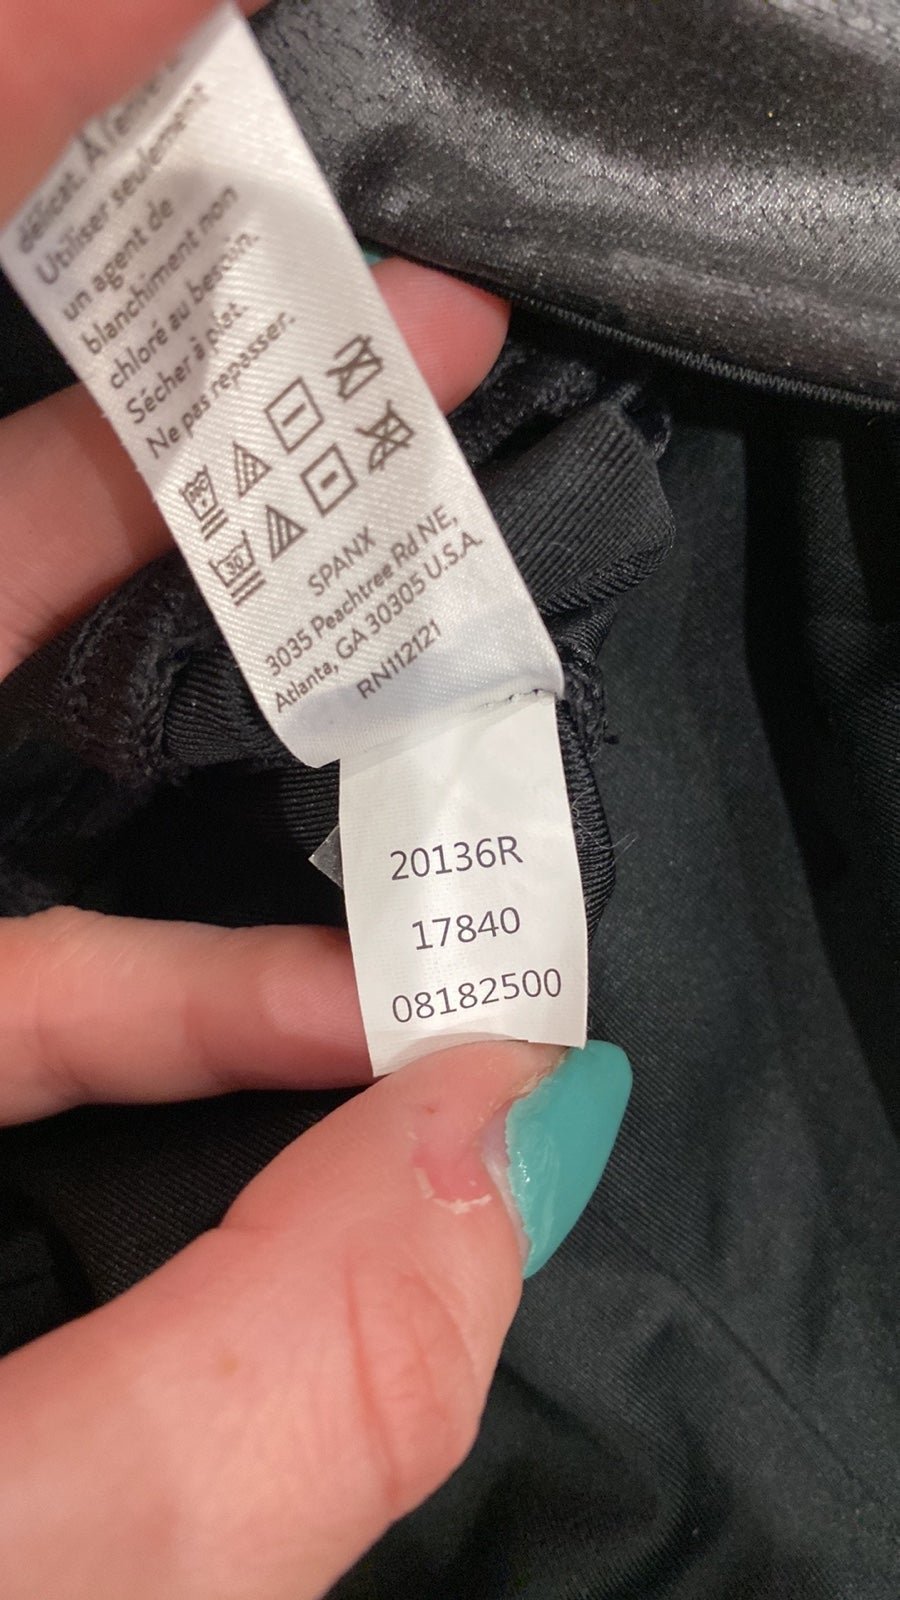 délicat. À
Utiliser seulement
un agent de
blanchiment non
chloré au besoin.
Sécher à plat.
Ne pas repasser.
30
SPANX
3035 Peachtree Rd NE,
Atlanta, GA 30305 U.S.A.
RN112121
20136R
17840
08182500